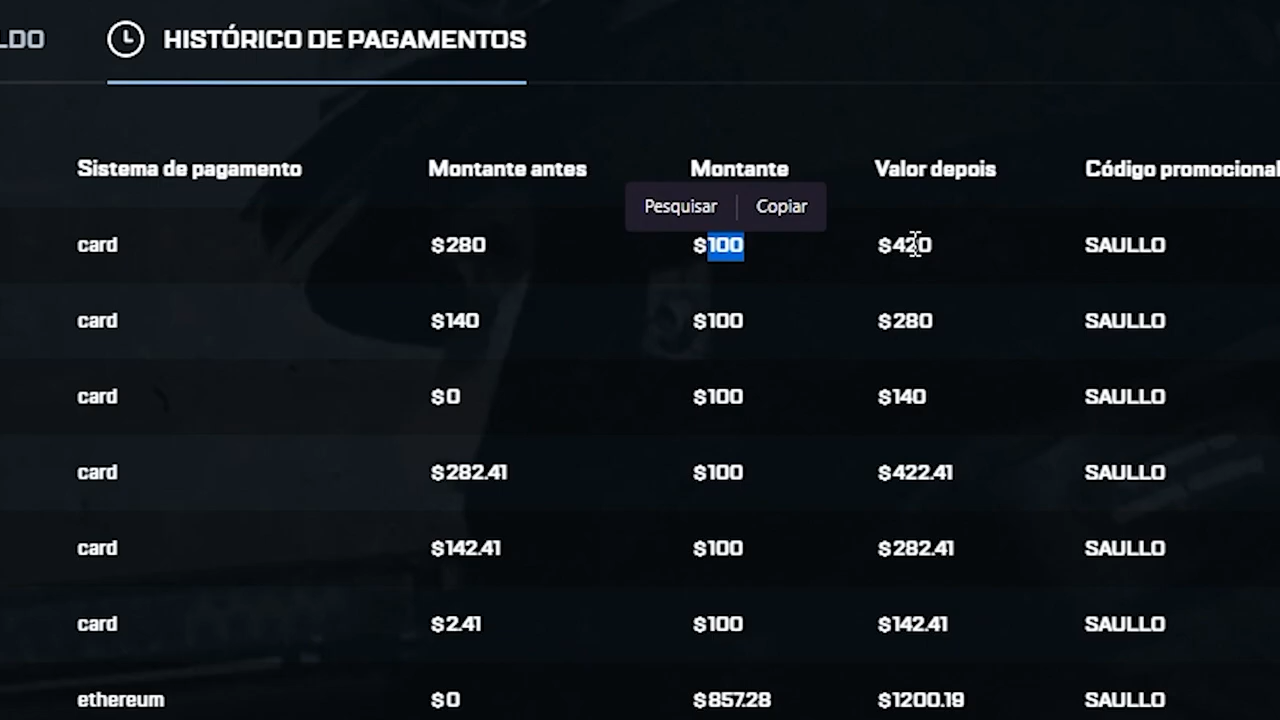 LDO HISTÓRICO DE PAGAMENTOS
Sistema de pagamento Montante antes Montante Valor depois Código promocional
Pesquisar Copiar
card $280 $100 $420 SAULLO
card $140 $100 $280 SAULLO
card $0 $100 $140 SAULLO
card $282.41 $100 $422.41 SAULLO
card $142.41 $100 $282.41 SAULLO
card $2.41 $100 $142.41 SAULLO
ethereum $0 $857.28 $1200.19 SAULLO